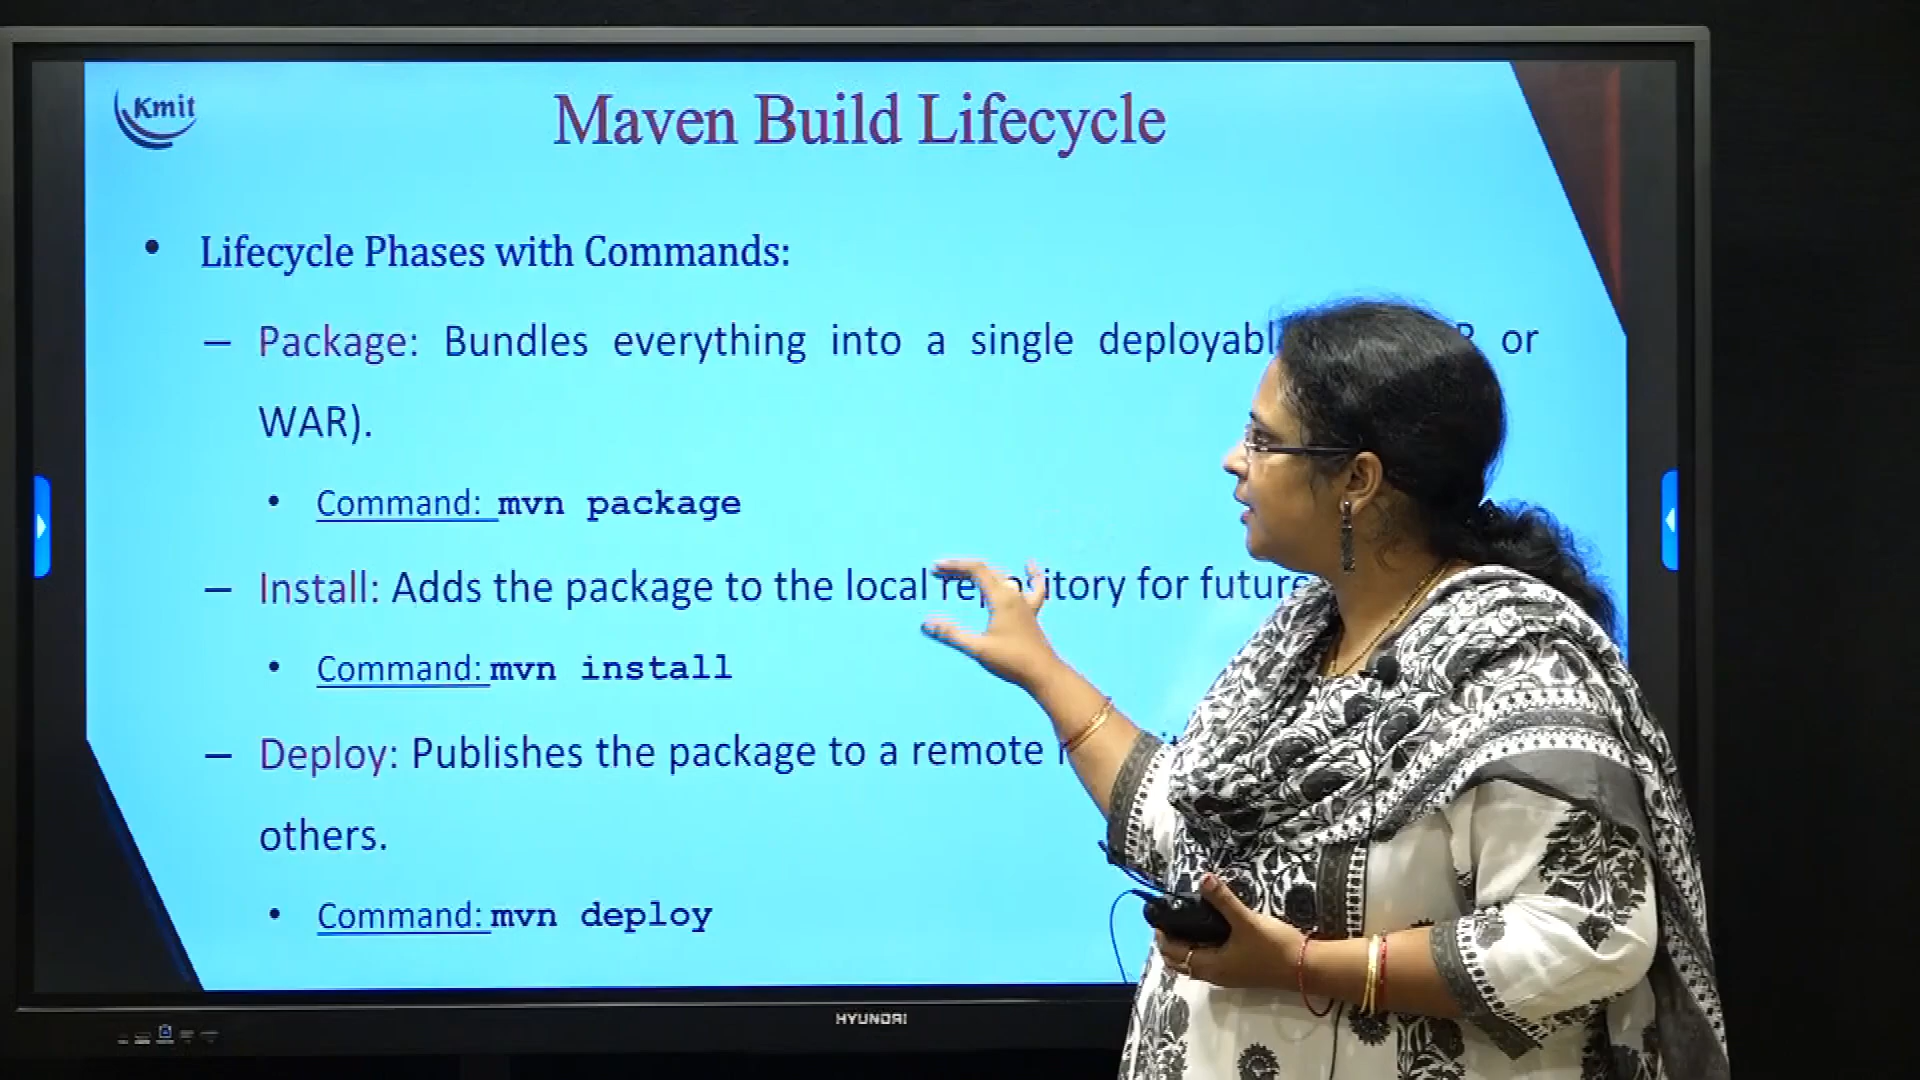 Kmit
Maven Build Lifecycle
• Lifecycle Phases with Commands:
– Package: Bundles everything into a single or
WAR).
• Command: mvn package
– Install: Adds the package to the local repository for future
• Command: mvn install
– Deploy: Publishes the package to a remote
others.
• Command: mvn deploy
HYUNDAI